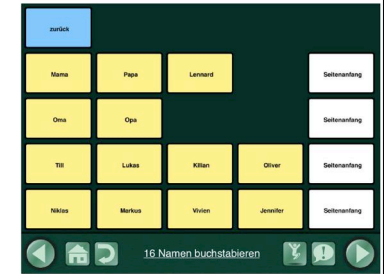 zurück
Mama Papa Lennard Seitenanfang
Oma Opa Seitenanfang
Till Lukas Kilian Oliver Seitenanfang
Niklas Markus Vivien Jennifer Seitenanfang
16 Namen buchstabieren